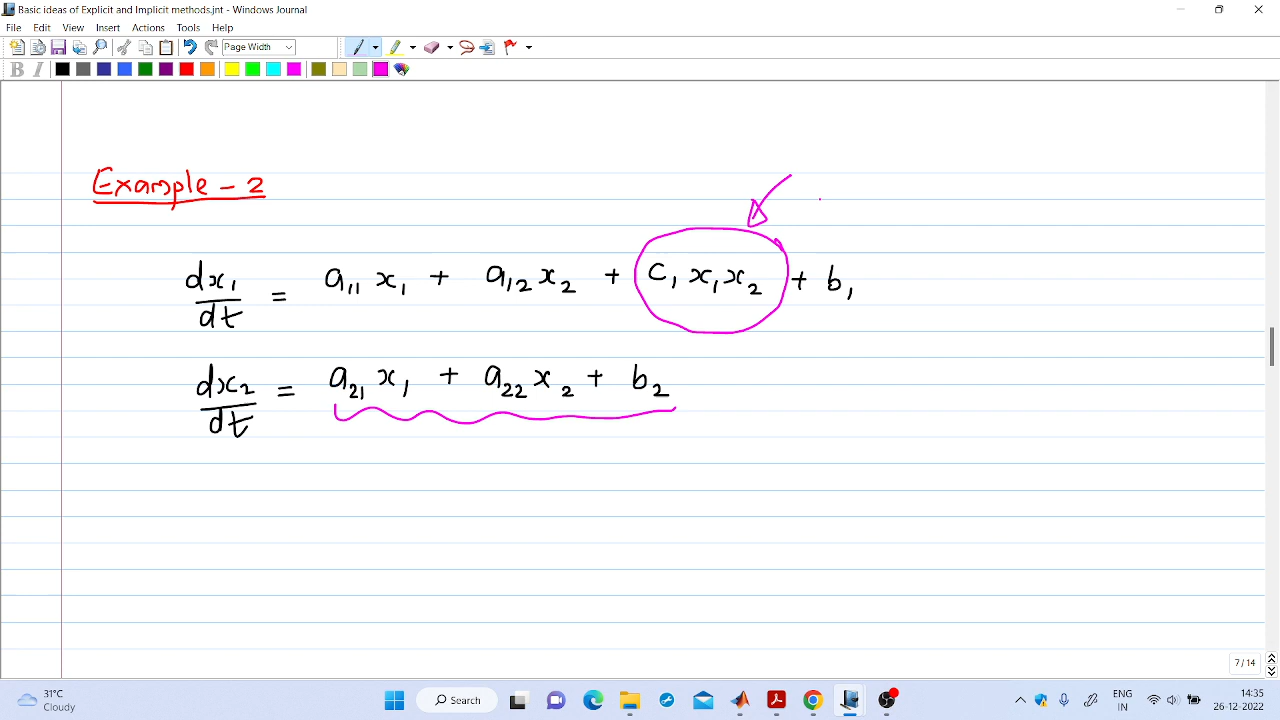 Basic ideas of Explicit and Implicit methods.jnt - Windows Journal
File Edit View Insert Actions Tools Help
Page Width
B I
Example - 2
dx₁/dt = a₁₁ x₁ + a₁₂ x₂ + c₁ x₁ x₂ + b₁
dx₂/dt = a₂₁ x₁ + a₂₂ x₂ + b₂
7 / 14
31°C
Cloudy
Search
ENG
IN
14:35
26-12-2022